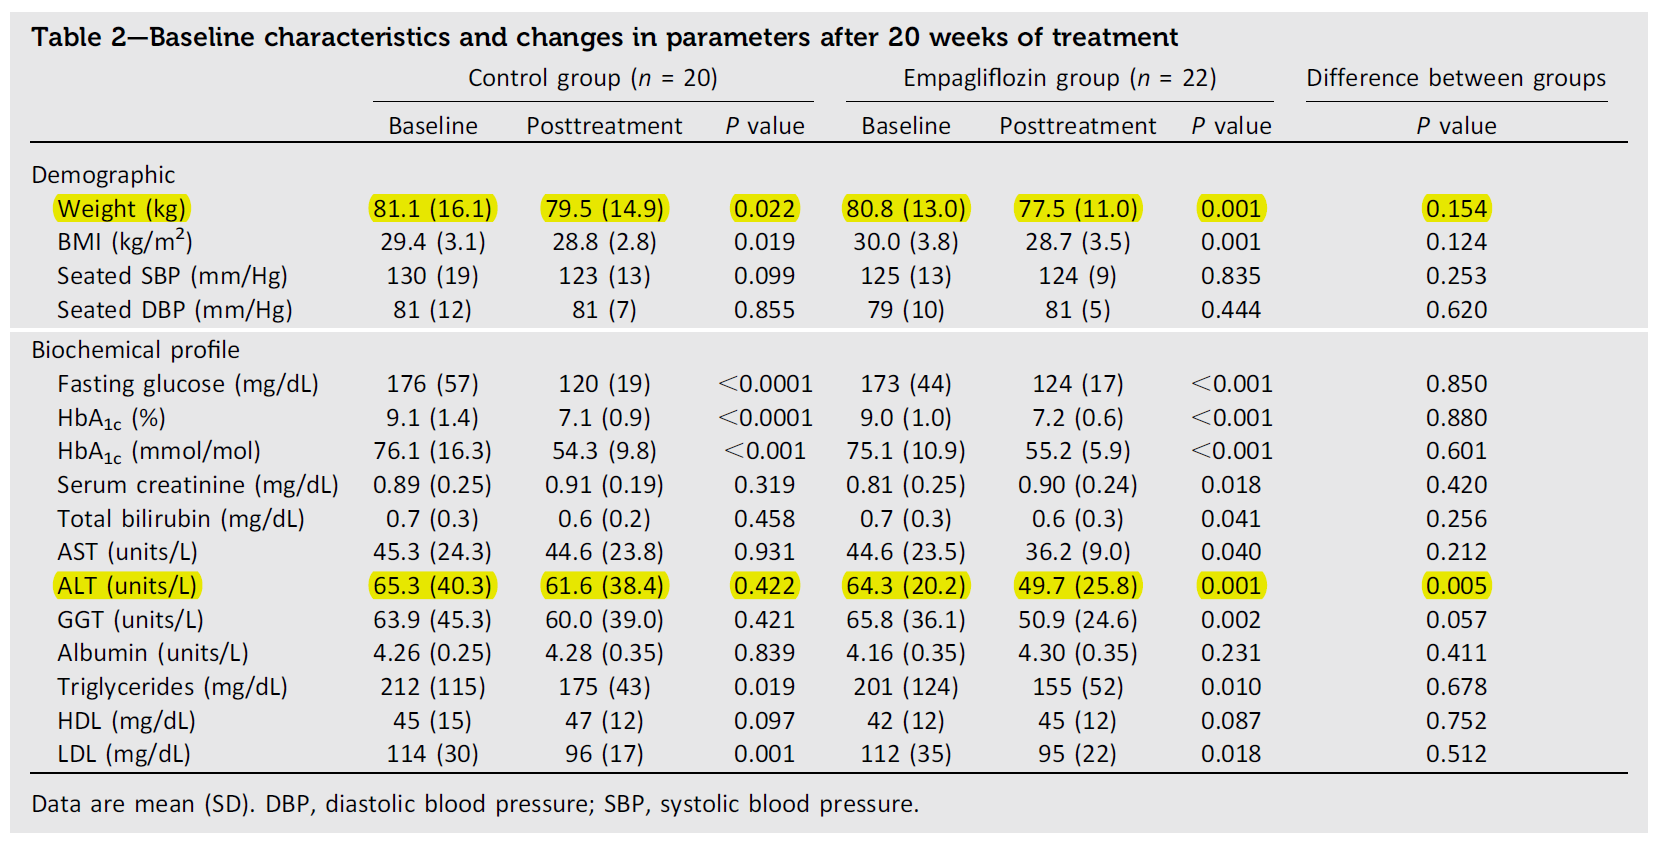 Table 2—Baseline characteristics and changes in parameters after 20 weeks of treatment
Control group (n = 20) Empagliflozin group (n = 22) Difference between groups
Baseline Posttreatment P value Baseline Posttreatment P value P value
Demographic
Weight (kg) 81.1 (16.1) 79.5 (14.9) 0.022 80.8 (13.0) 77.5 (11.0) 0.001 0.154
BMI (kg/m²) 29.4 (3.1) 28.8 (2.8) 0.019 30.0 (3.8) 28.7 (3.5) 0.001 0.124
Seated SBP (mm/Hg) 130 (19) 123 (13) 0.099 125 (13) 124 (9) 0.835 0.253
Seated DBP (mm/Hg) 81 (12) 81 (7) 0.855 79 (10) 81 (5) 0.444 0.620
Biochemical profile
Fasting glucose (mg/dL) 176 (57) 120 (19) <0.0001 173 (44) 124 (17) <0.001 0.850
HbA1c (%) 9.1 (1.4) 7.1 (0.9) <0.0001 9.0 (1.0) 7.2 (0.6) <0.001 0.880
HbA1c (mmol/mol) 76.1 (16.3) 54.3 (9.8) <0.001 75.1 (10.9) 55.2 (5.9) <0.001 0.601
Serum creatinine (mg/dL) 0.89 (0.25) 0.91 (0.19) 0.319 0.81 (0.25) 0.90 (0.24) 0.018 0.420
Total bilirubin (mg/dL) 0.7 (0.3) 0.6 (0.2) 0.458 0.7 (0.3) 0.6 (0.3) 0.041 0.256
AST (units/L) 45.3 (24.3) 44.6 (23.8) 0.931 44.6 (23.5) 36.2 (9.0) 0.040 0.212
ALT (units/L) 65.3 (40.3) 61.6 (38.4) 0.422 64.3 (20.2) 49.7 (25.8) 0.001 0.005
GGT (units/L) 63.9 (45.3) 60.0 (39.0) 0.421 65.8 (36.1) 50.9 (24.6) 0.002 0.057
Albumin (units/L) 4.26 (0.25) 4.28 (0.35) 0.839 4.16 (0.35) 4.30 (0.35) 0.231 0.411
Triglycerides (mg/dL) 212 (115) 175 (43) 0.019 201 (124) 155 (52) 0.010 0.678
HDL (mg/dL) 45 (15) 47 (12) 0.097 42 (12) 45 (12) 0.087 0.752
LDL (mg/dL) 114 (30) 96 (17) 0.001 112 (35) 95 (22) 0.018 0.512
Data are mean (SD). DBP, diastolic blood pressure; SBP, systolic blood pressure.